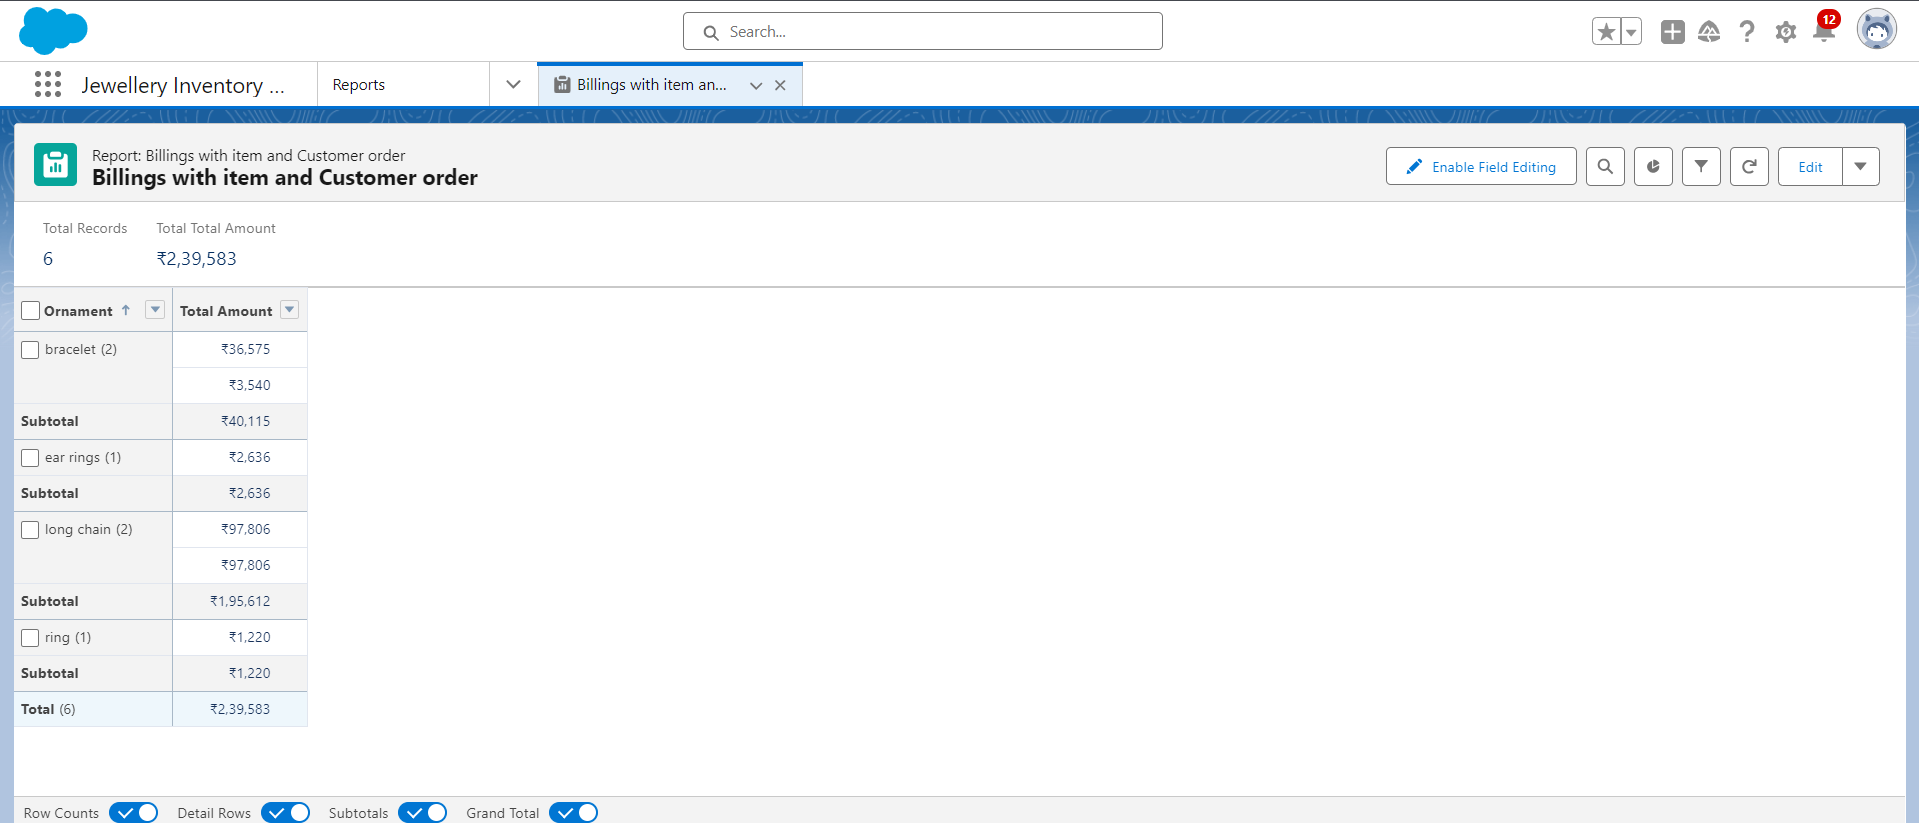 Search...
12
Jewellery Inventory ...
Reports
Billings with item an...
Report: Billings with item and Customer order
Billings with item and Customer order
Enable Field Editing
Edit
Total Records
Total Total Amount
6
₹2,39,583
Ornament ↑
Total Amount
bracelet (2)
₹36,575
₹3,540
Subtotal
₹40,115
ear rings (1)
₹2,636
Subtotal
₹2,636
long chain (2)
₹97,806
₹97,806
Subtotal
₹1,95,612
ring (1)
₹1,220
Subtotal
₹1,220
Total (6)
₹2,39,583
Row Counts
Detail Rows
Subtotals
Grand Total